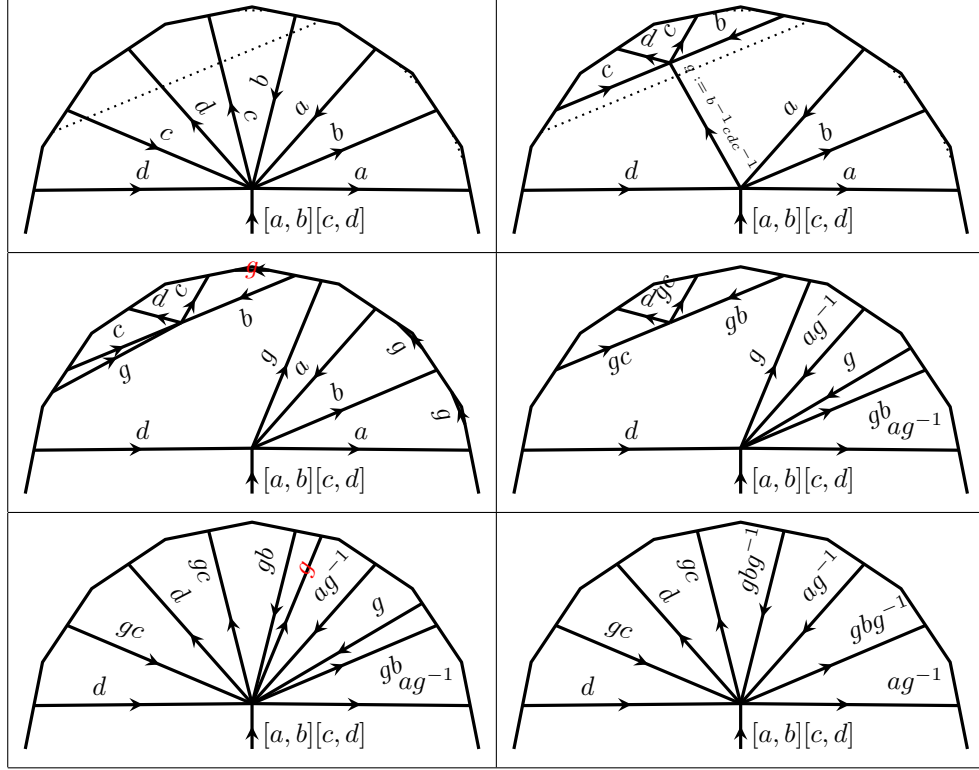 d
c
d
c
b
a
b
a
[a, b][c, d]
c
d
c
b
g := b⁻¹cdc⁻¹
a
b
d
a
[a, b][c, d]
c
g
d
c
g
b
g
a
g
b
g
d
a
[a, b][c, d]
gc
d
gc
gb
g
ag⁻¹
g
gb
d
ag⁻¹
[a, b][c, d]
d
gc
d
gc
gb
g
ag⁻¹
g
gb
ag⁻¹
[a, b][c, d]
d
gc
d
gc
gbg⁻¹
ag⁻¹
gbg⁻¹
ag⁻¹
[a, b][c, d]